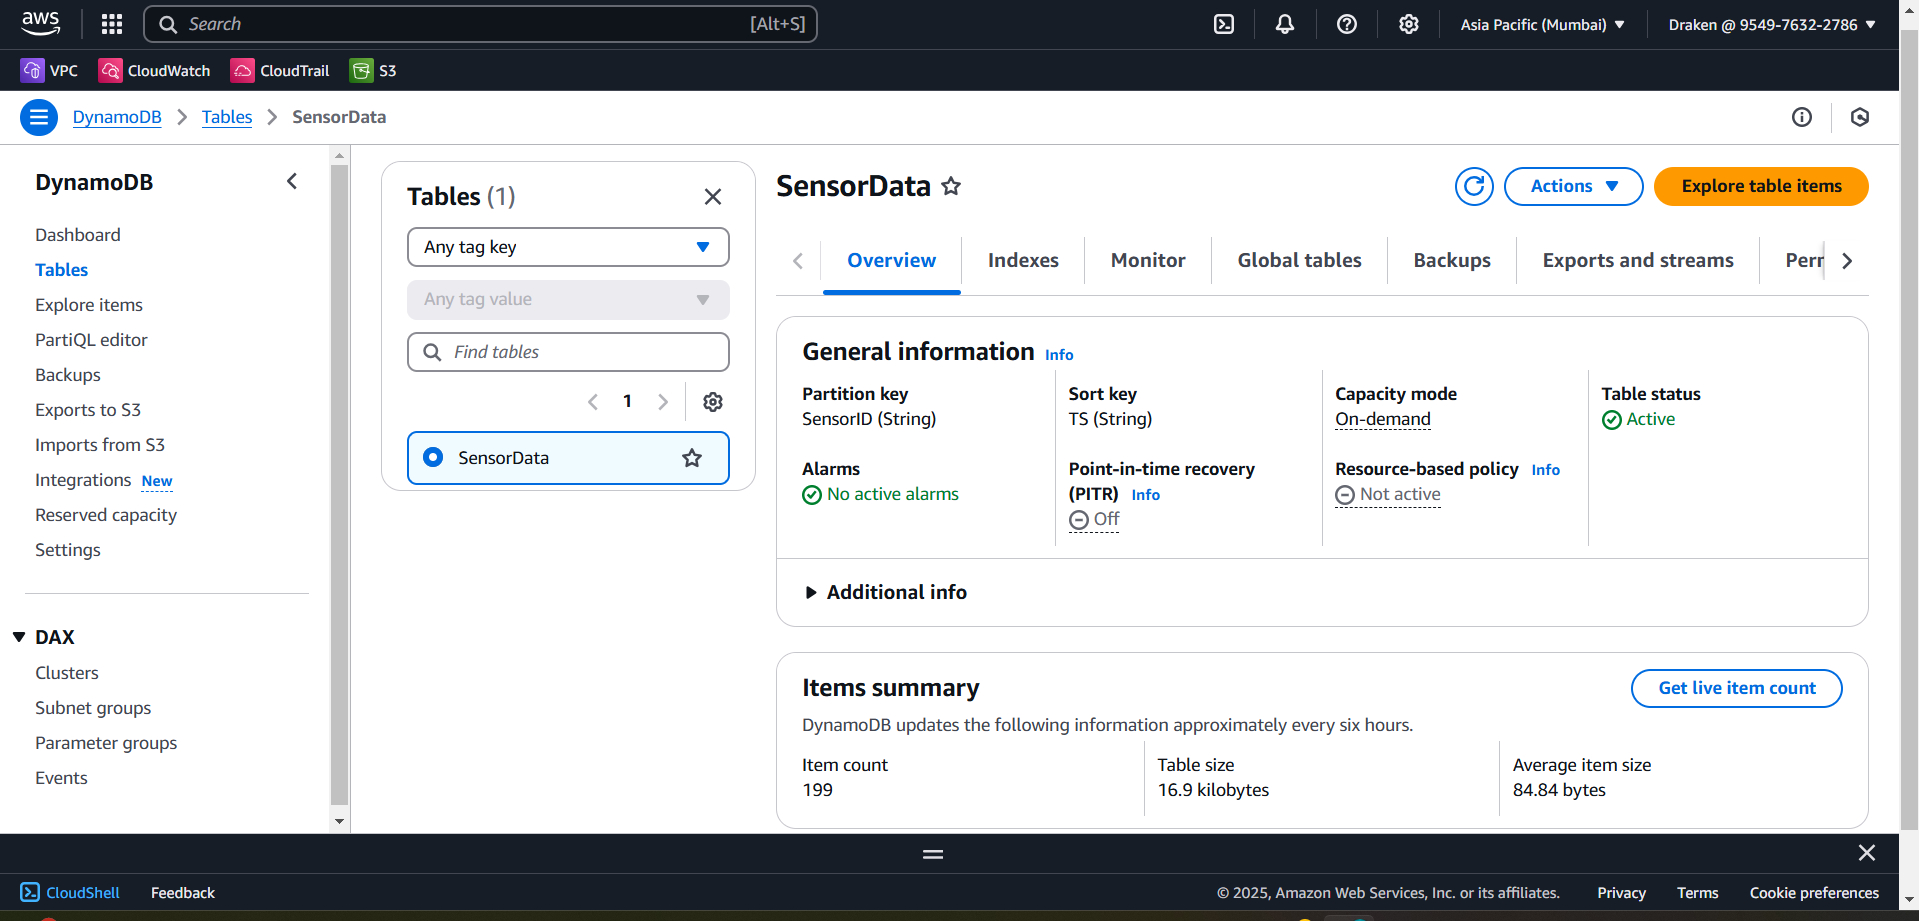 aws
Search [Alt+S]
Asia Pacific (Mumbai)
Draken @ 9549-7632-2786
VPC
CloudWatch
CloudTrail
S3
DynamoDB
Tables
SensorData
DynamoDB
Dashboard
Tables
Explore items
PartiQL editor
Backups
Exports to S3
Imports from S3
Integrations New
Reserved capacity
Settings
DAX
Clusters
Subnet groups
Parameter groups
Events
Tables (1)
Any tag key
Any tag value
Find tables
1
SensorData
SensorData
Actions
Explore table items
Overview
Indexes
Monitor
Global tables
Backups
Exports and streams
General information Info
Partition key
SensorID (String)
Sort key
TS (String)
Capacity mode
On-demand
Table status
Active
Alarms
No active alarms
Point-in-time recovery
(PITR) Info
Off
Resource-based policy Info
Not active
Additional info
Items summary
Get live item count
DynamoDB updates the following information approximately every six hours.
Item count
199
Table size
16.9 kilobytes
Average item size
84.84 bytes
CloudShell
Feedback
© 2025, Amazon Web Services, Inc. or its affiliates.
Privacy
Terms
Cookie preferences